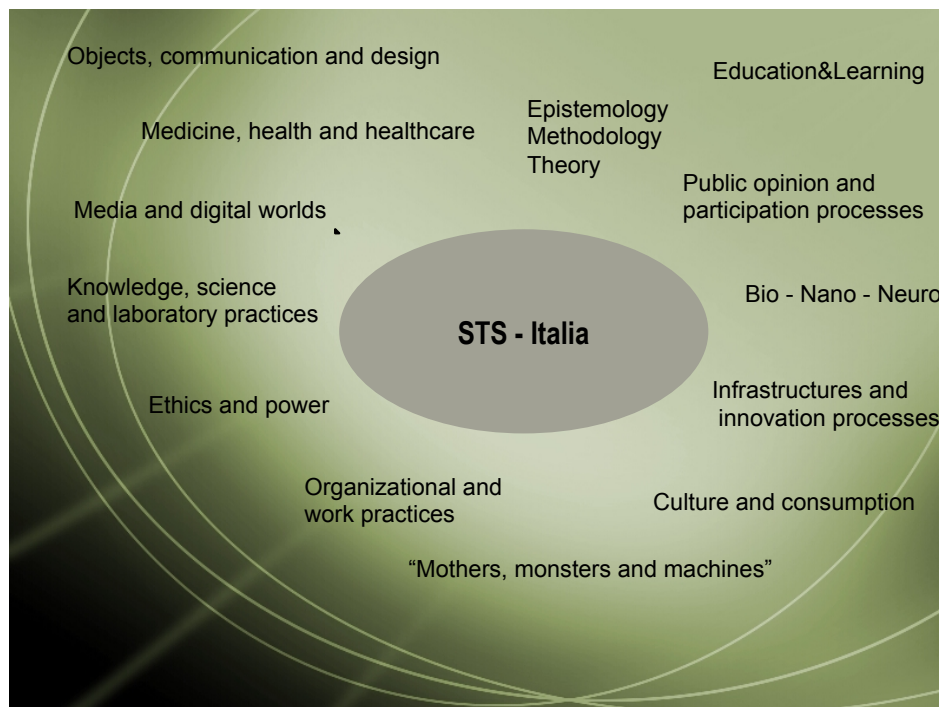 Objects, communication and design
Education&Learning
Epistemology
Methodology
Theory
Medicine, health and healthcare
Public opinion and
participation processes
Media and digital worlds
Knowledge, science
and laboratory practices
Bio - Nano - Neuro
STS - Italia
Ethics and power
Infrastructures and
innovation processes
Organizational and
work practices
Culture and consumption
“Mothers, monsters and machines”